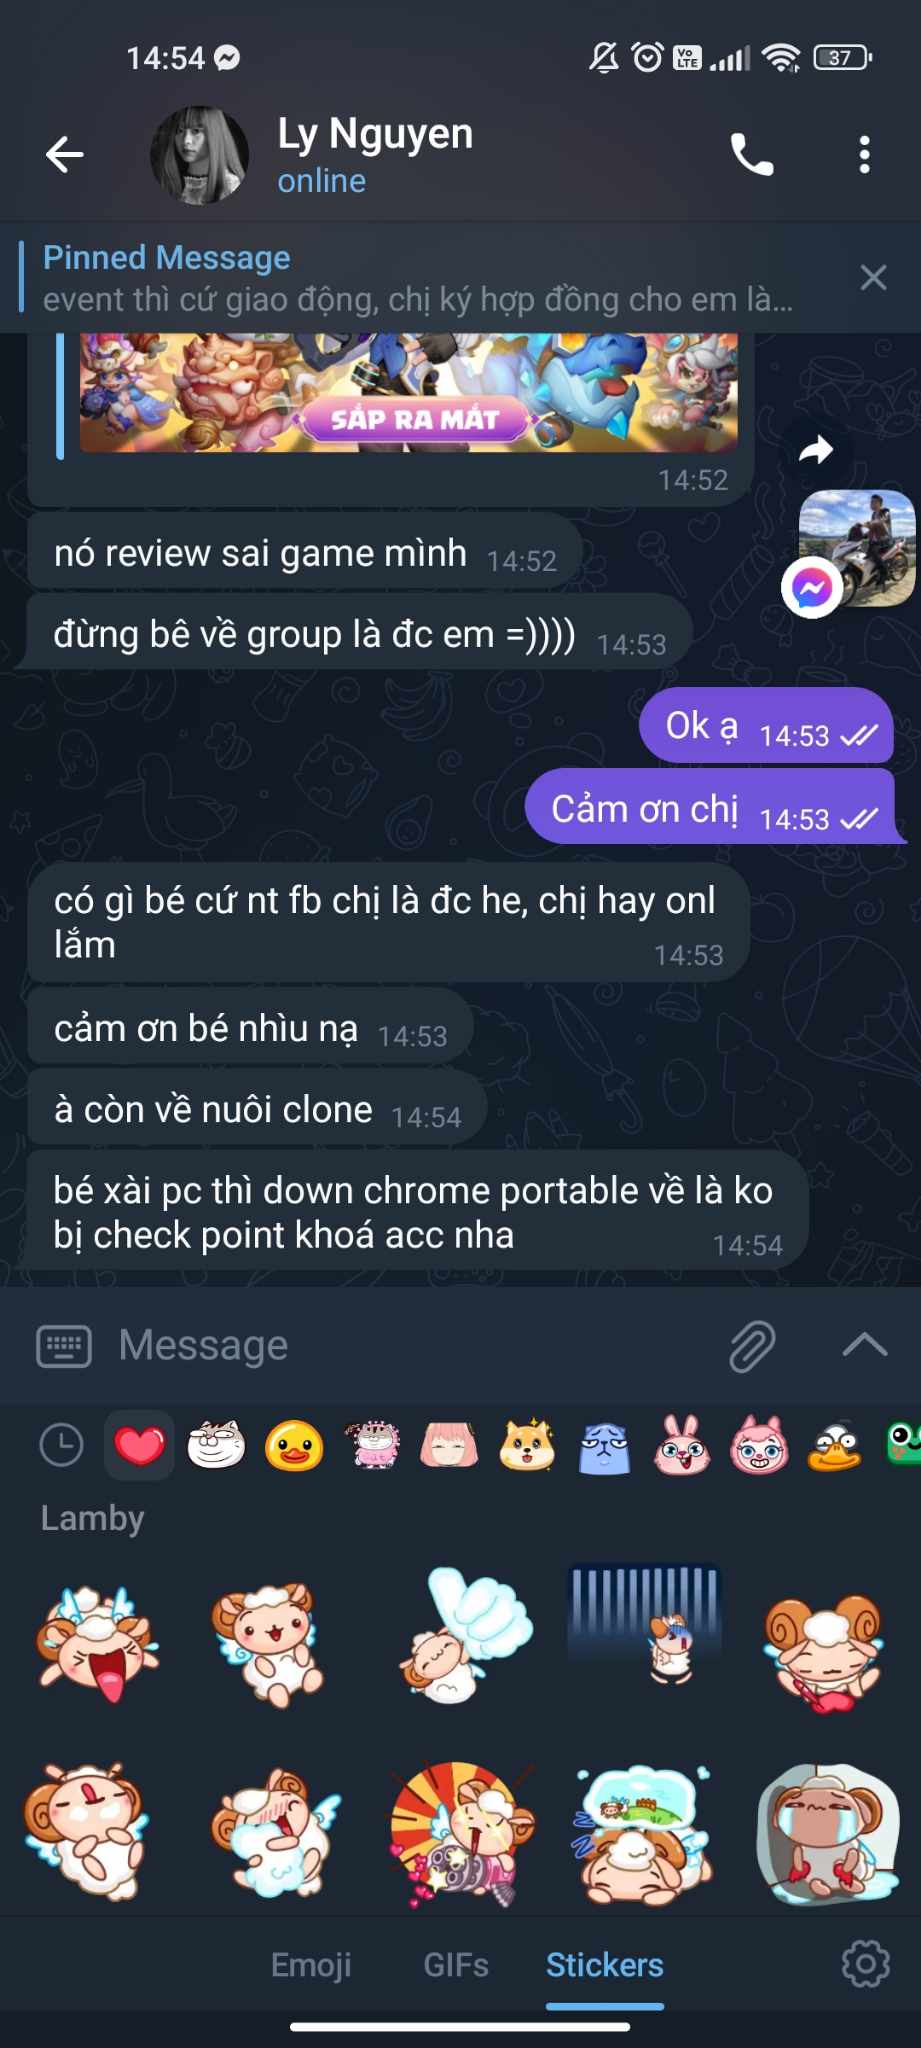 14:54
Vo LTE
37
Ly Nguyen
online
Pinned Message
event thì cứ giao động, chị ký hợp đồng cho em là...
SẮP RA MẮT
14:52
nó review sai game mình 14:52
đừng bê về group là đc em =)))) 14:53
Ok ạ 14:53
Cảm ơn chị 14:53
có gì bé cứ nt fb chị là đc he, chị hay onl
lắm 14:53
cảm ơn bé nhìu nạ 14:53
à còn về nuôi clone 14:54
bé xài pc thì down chrome portable về là ko
bị check point khoá acc nha 14:54
Message
Lamby
Emoji GIFs Stickers